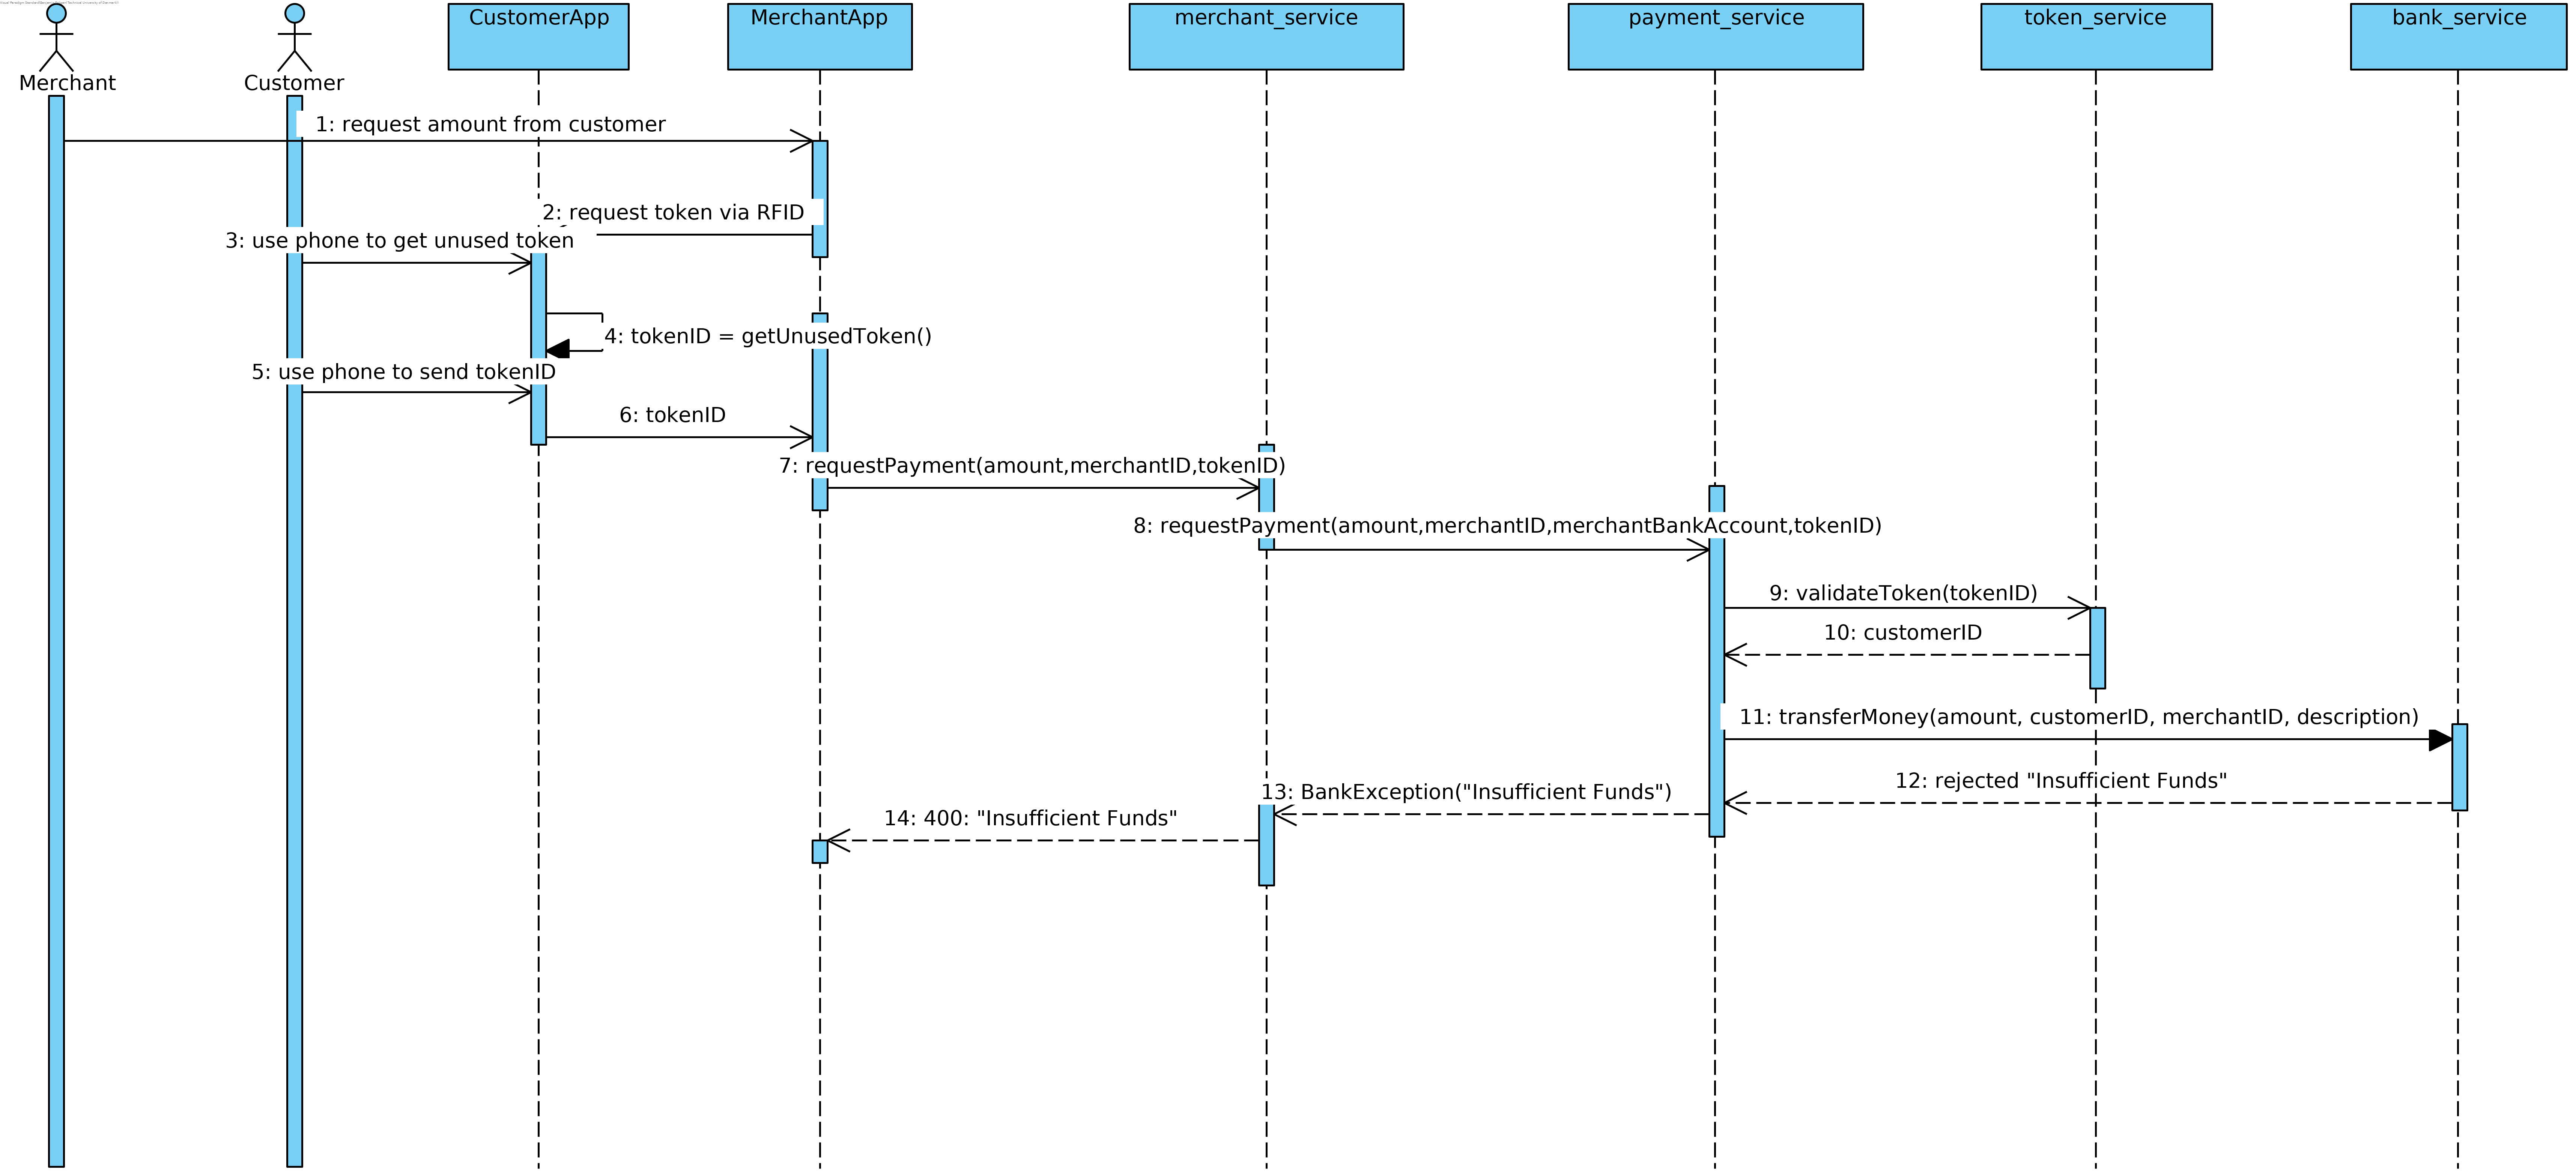 Merchant
Customer
CustomerApp
MerchantApp
merchant_service
payment_service
token_service
bank_service
1: request amount from customer
2: request token via RFID
3: use phone to get unused token
4: tokenID = getUnusedToken()
5: use phone to send tokenID
6: tokenID
7: requestPayment(amount,merchantID,tokenID)
8: requestPayment(amount,merchantID,merchantBankAccount,tokenID)
9: validateToken(tokenID)
10: customerID
11: transferMoney(amount, customerID, merchantID, description)
12: rejected "Insufficient Funds"
13: BankException("Insufficient Funds")
14: 400: "Insufficient Funds"